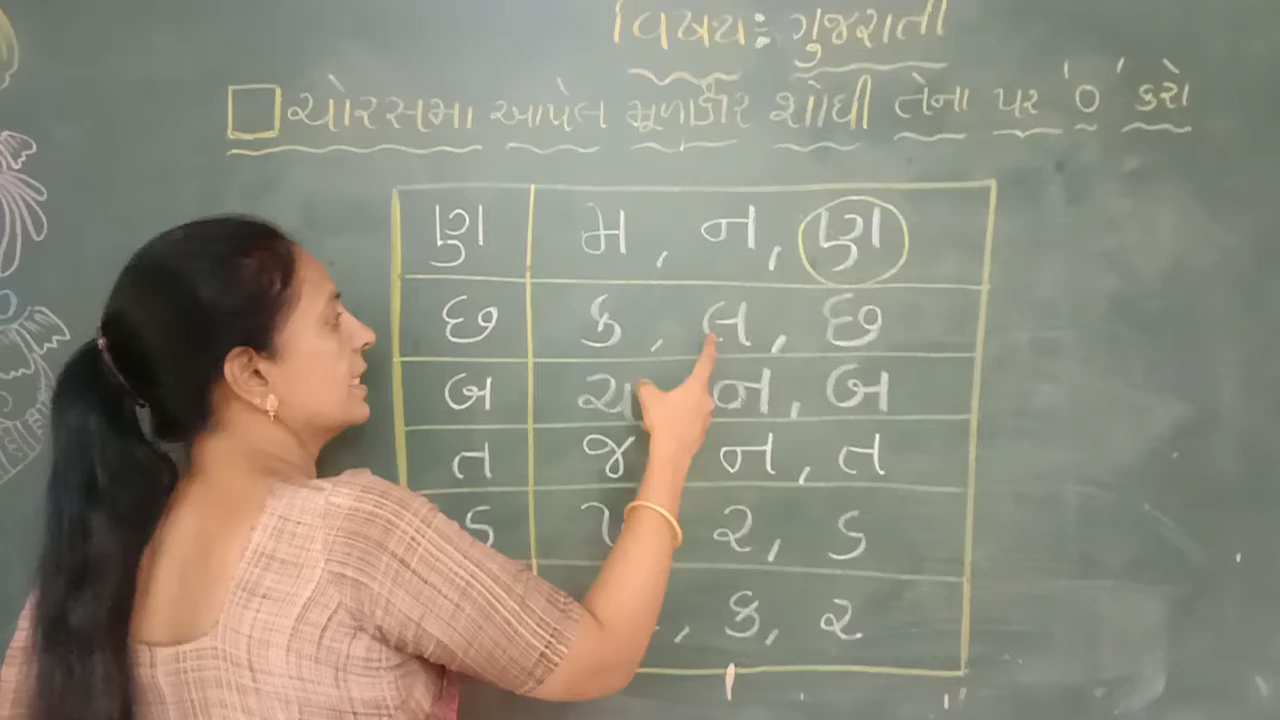 વિષય: ગુજરાતી
ચોરસમા આપેલ મૂળાક્ષર શોધી તેના પર '૦' કરો
ણ મ , ન , ણ
છ ક , લ , છ
બ ચ ન , બ
ત જ ન , ત
ડ ર , ડ
, ક , ર